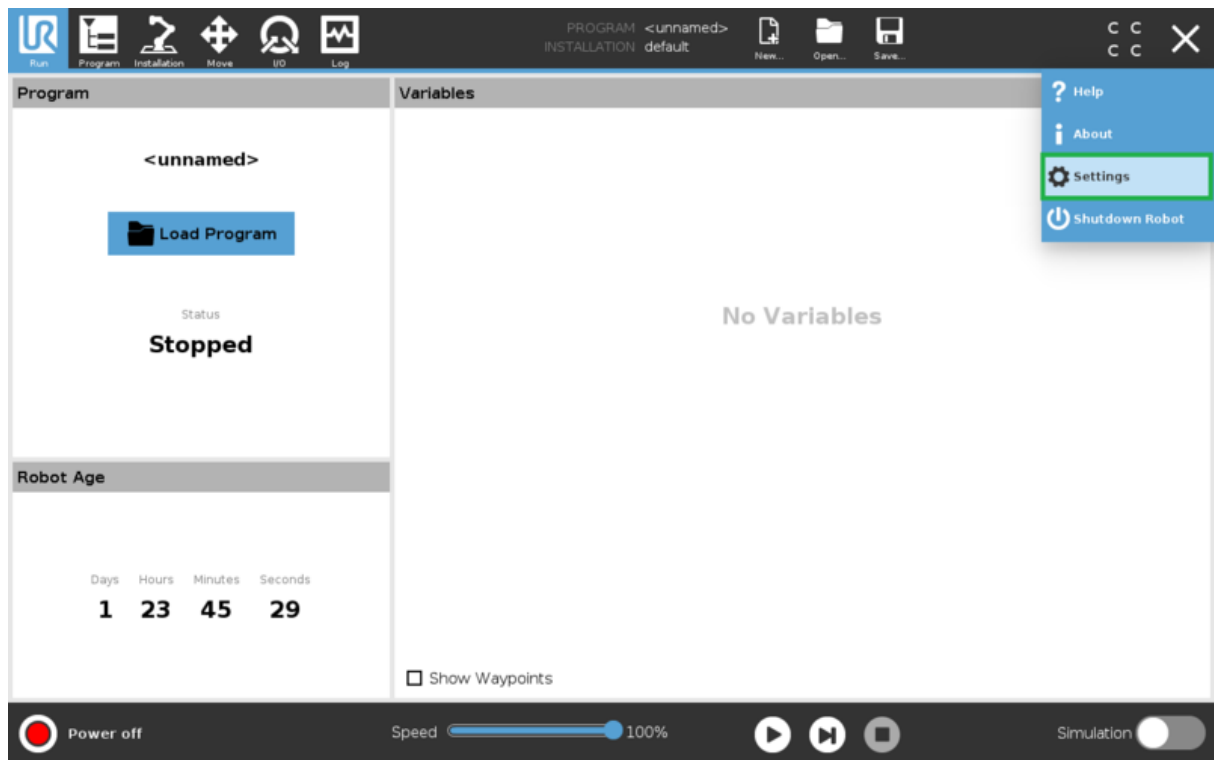 UR
Run
Program
Installation
Move
I/O
Log
PROGRAM <unnamed>
INSTALLATION default
New...
Open...
Save...
C C
C C
Program
<unnamed>
Load Program
Status
Stopped
Robot Age
Days Hours Minutes Seconds
1 23 45 29
Variables
No Variables
Show Waypoints
? Help
i About
Settings
Shutdown Robot
Power off
Speed 100%
Simulation